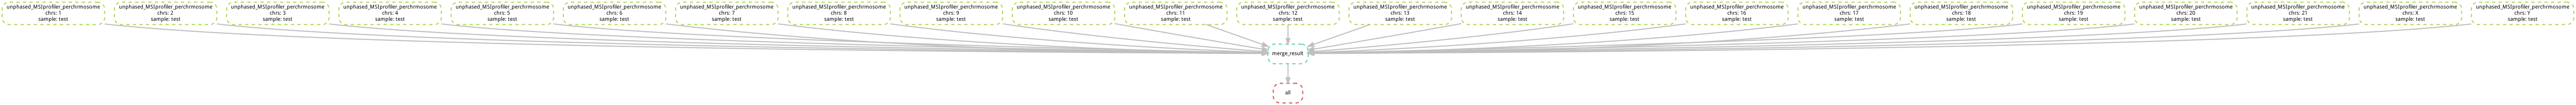 unphased_MSIprofiler_perchrmosome
chrs: 1
sample: test
unphased_MSIprofiler_perchrmosome
chrs: 2
sample: test
unphased_MSIprofiler_perchrmosome
chrs: 3
sample: test
unphased_MSIprofiler_perchrmosome
chrs: 4
sample: test
unphased_MSIprofiler_perchrmosome
chrs: 5
sample: test
unphased_MSIprofiler_perchrmosome
chrs: 6
sample: test
unphased_MSIprofiler_perchrmosome
chrs: 7
sample: test
unphased_MSIprofiler_perchrmosome
chrs: 8
sample: test
unphased_MSIprofiler_perchrmosome
chrs: 9
sample: test
unphased_MSIprofiler_perchrmosome
chrs: 10
sample: test
unphased_MSIprofiler_perchrmosome
chrs: 11
sample: test
unphased_MSIprofiler_perchrmosome
chrs: 12
sample: test
unphased_MSIprofiler_perchrmosome
chrs: 13
sample: test
unphased_MSIprofiler_perchrmosome
chrs: 14
sample: test
unphased_MSIprofiler_perchrmosome
chrs: 15
sample: test
unphased_MSIprofiler_perchrmosome
chrs: 16
sample: test
unphased_MSIprofiler_perchrmosome
chrs: 17
sample: test
unphased_MSIprofiler_perchrmosome
chrs: 18
sample: test
unphased_MSIprofiler_perchrmosome
chrs: 19
sample: test
unphased_MSIprofiler_perchrmosome
chrs: 20
sample: test
unphased_MSIprofiler_perchrmosome
chrs: 21
sample: test
unphased_MSIprofiler_perchrmosome
chrs: X
sample: test
unphased_MSIprofiler_perchrmosome
chrs: Y
sample: test
merge_result
all